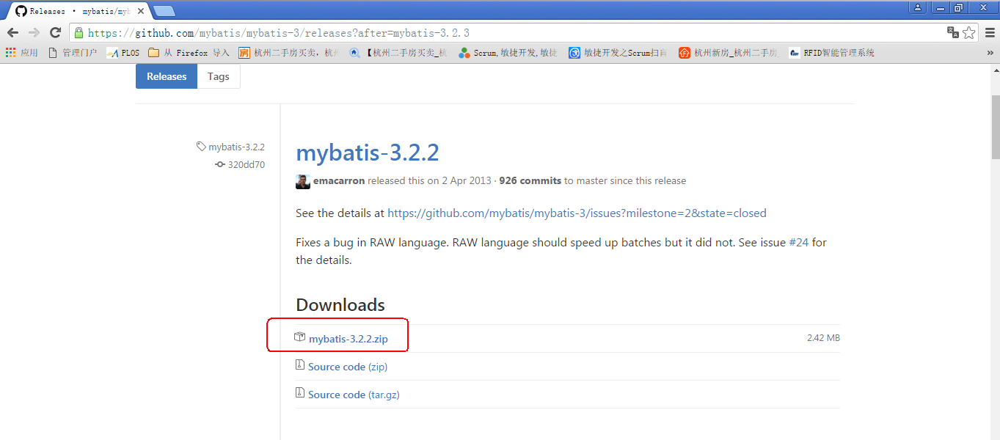 Releases · mybatis/myb
https://github.com/mybatis/mybatis-3/releases?after=mybatis-3.2.3
应用 管理门户 PLOS 从 Firefox 导入 杭州二手房买卖，杭州 【杭州二手房买卖_杭 Scrum,敏捷开发,敏捷 敏捷开发之Scrum扫盲 杭州新房_杭州二手房 RFID智能管理系统 »
Releases Tags
mybatis-3.2.2
320dd70
mybatis-3.2.2
emacarron released this on 2 Apr 2013 · 926 commits to master since this release
See the details at https://github.com/mybatis/mybatis-3/issues?milestone=2&state=closed
Fixes a bug in RAW language. RAW language should speed up batches but it did not. See issue #24 for
the details.
Downloads
mybatis-3.2.2.zip 2.42 MB
Source code (zip)
Source code (tar.gz)